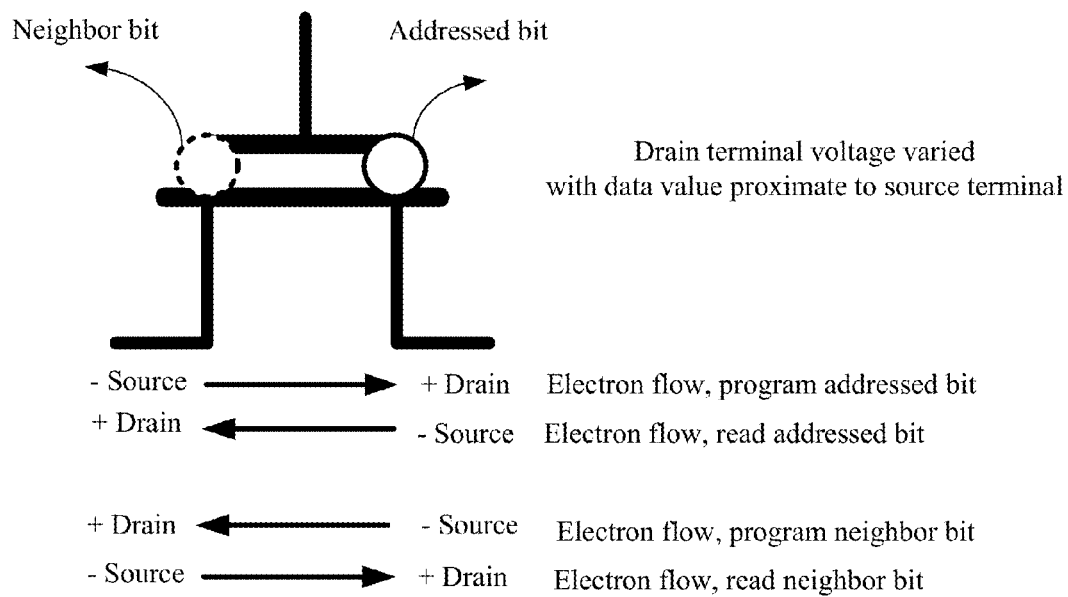 Neighbor bit
Addressed bit
Drain terminal voltage varied
with data value proximate to source terminal
- Source + Drain Electron flow, program addressed bit
+ Drain - Source Electron flow, read addressed bit
+ Drain - Source Electron flow, program neighbor bit
- Source + Drain Electron flow, read neighbor bit